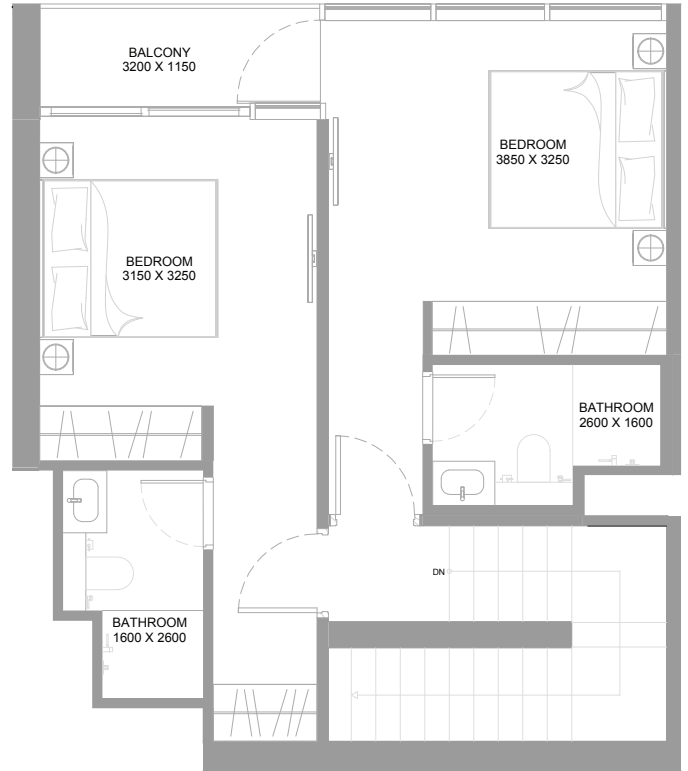 BALCONY
3200 X 1150
BEDROOM
3850 X 3250
BEDROOM
3150 X 3250
BATHROOM
2600 X 1600
DN
BATHROOM
1600 X 2600